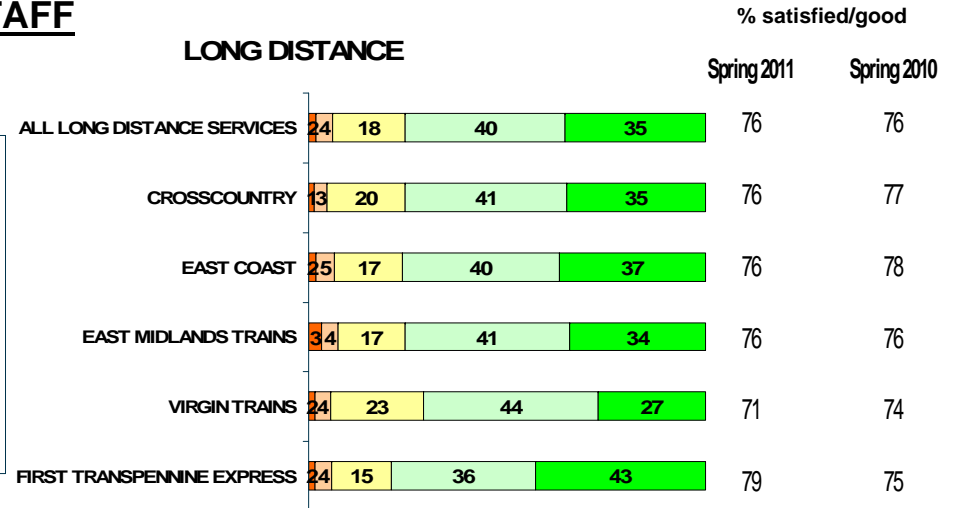 TAFF
% satisfied/good
LONG DISTANCE
Spring 2011 Spring 2010
ALL LONG DISTANCE SERVICES 2 4 18 40 35 76 76
CROSSCOUNTRY 1 3 20 41 35 76 77
EAST COAST 2 5 17 40 37 76 78
EAST MIDLANDS TRAINS 3 4 17 41 34 76 76
VIRGIN TRAINS 2 4 23 44 27 71 74
FIRST TRANSPENNINE EXPRESS 2 4 15 36 43 79 75